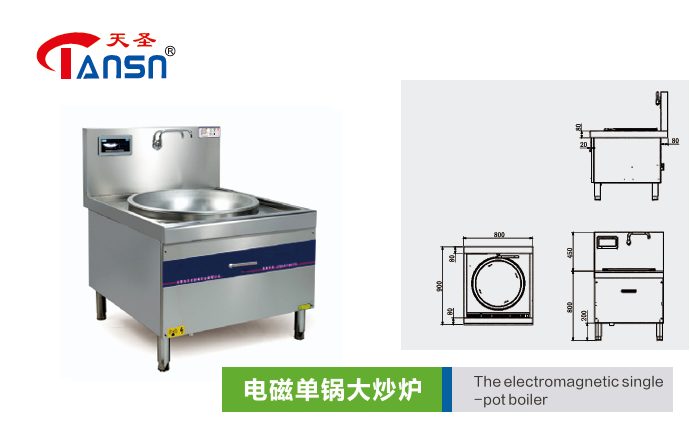 天圣
TANSN®
80
20
80
800
80
900
80
450
800
200
电磁单锅大炒炉
The electromagnetic single
-pot boiler